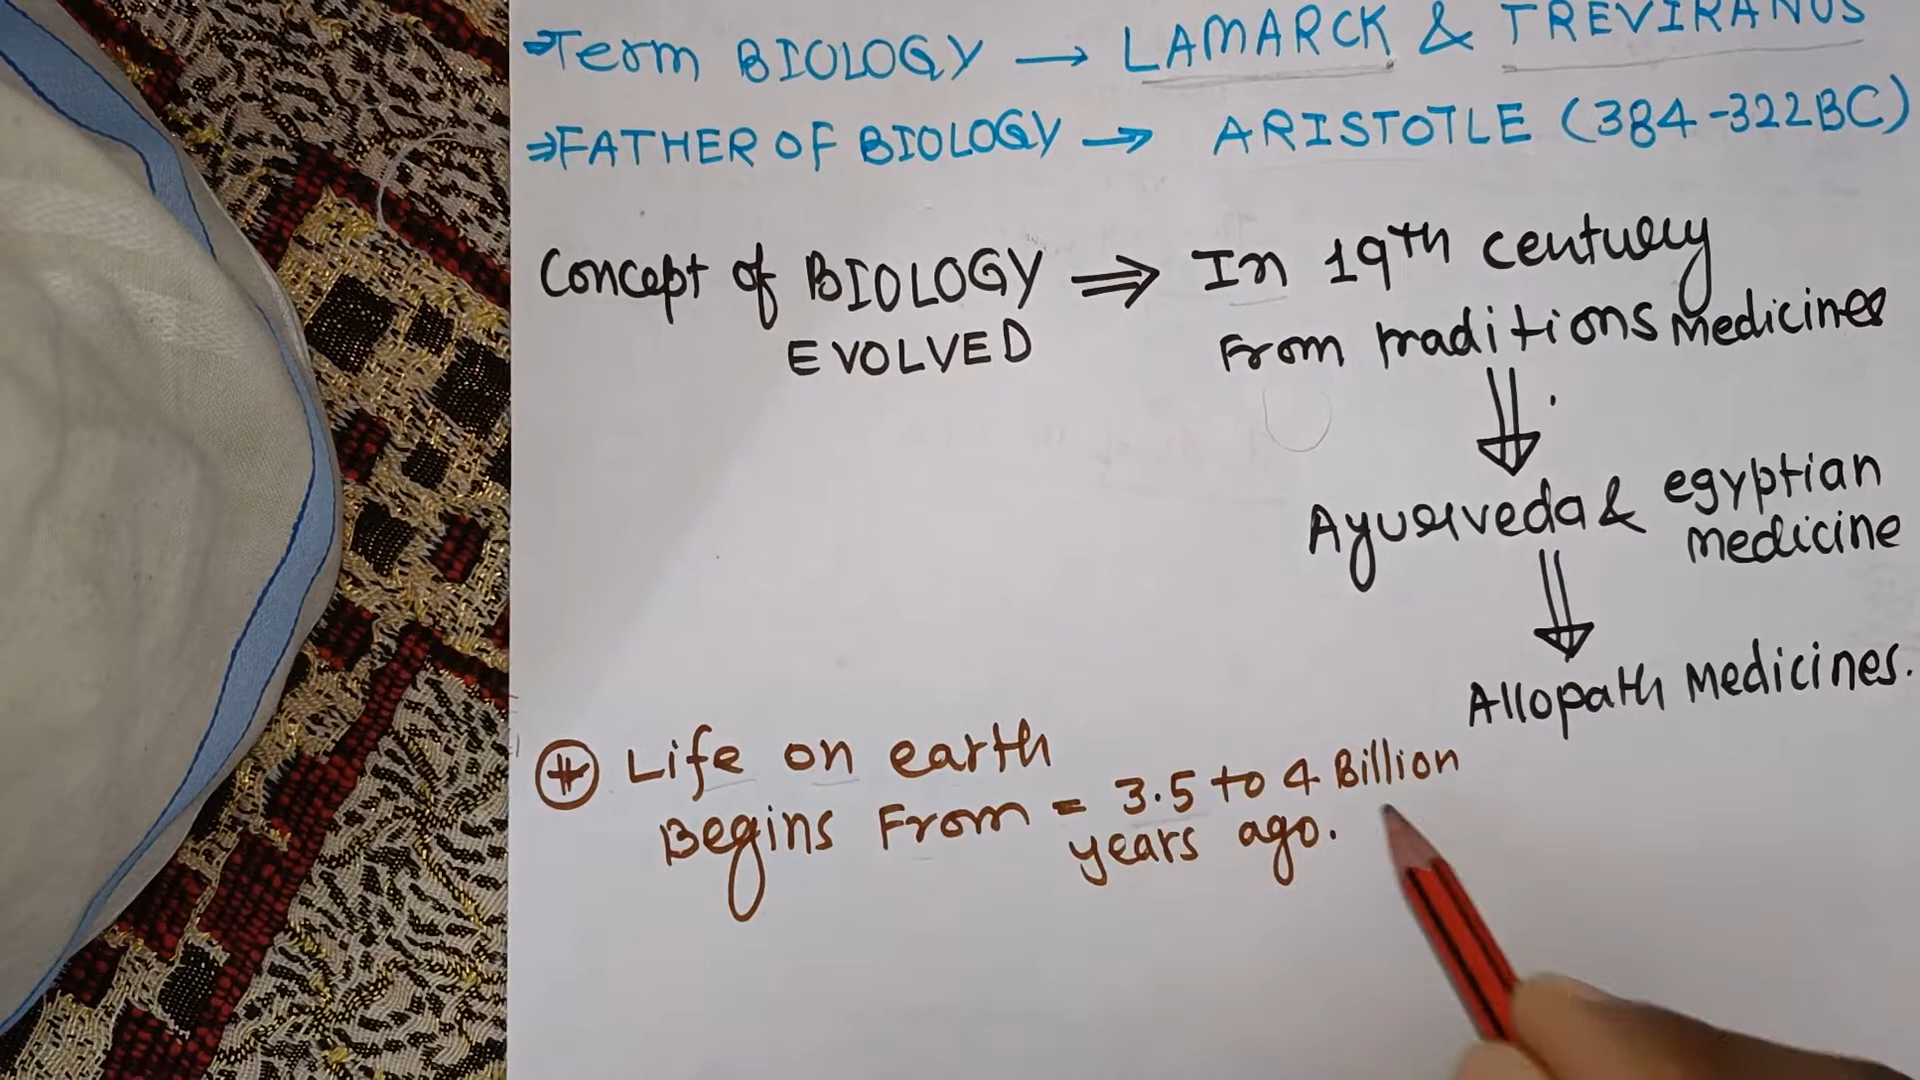 ⇒Term BIOLOGY → LAMARCK & TREVIRANUS
⇒FATHER OF BIOLOGY → ARISTOTLE (384-322BC)
Concept of BIOLOGY ⇒ In 19th century
EVOLVED
From traditions Medicines
Ayurveda & egyptian
medicine
Allopath Medicines.
Life on earth
Begins From = 3.5 to 4 Billion
years ago.